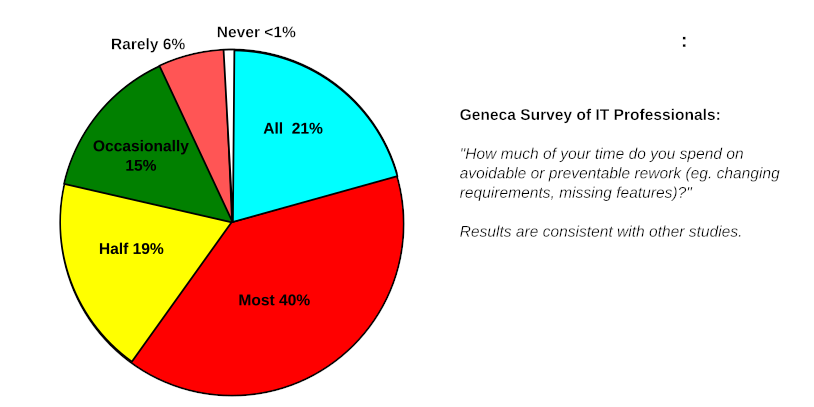 Never <1%
Rarely 6%
:
All  21%
Occasionally
15%
Half 19%
Most 40%
Geneca Survey of IT Professionals:
"How much of your time do you spend on
avoidable or preventable rework (eg. changing
requirements, missing features)?"
Results are consistent with other studies.